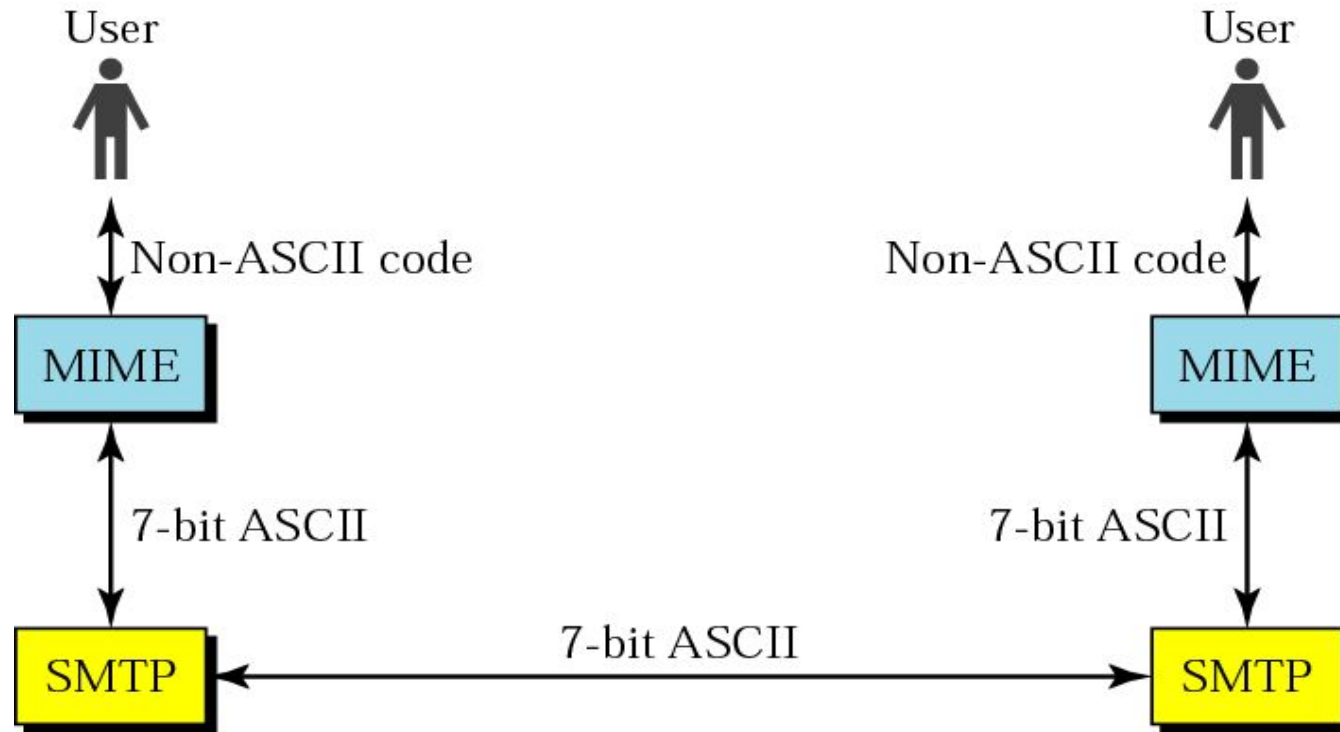 User
User
Non-ASCII code
Non-ASCII code
MIME
MIME
7-bit ASCII
7-bit ASCII
7-bit ASCII
SMTP
SMTP